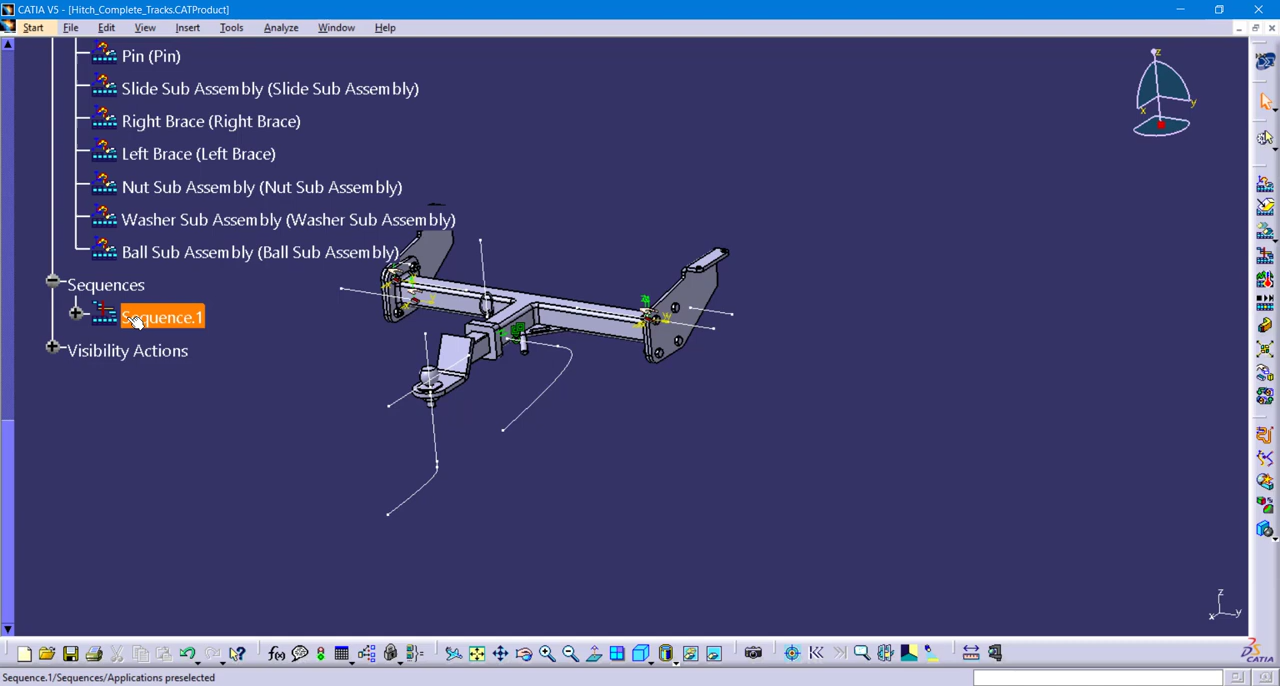 CATIA V5 - [Hitch_Complete_Tracks.CATProduct]
Start File Edit View Insert Tools Window Analyze Help
Pin (Pin)
Slide Sub Assembly (Slide Sub Assembly)
Right Brace (Right Brace)
Left Brace (Left Brace)
Nut Sub Assembly (Nut Sub Assembly)
Washer Sub Assembly (Washer Sub Assembly)
Ball Sub Assembly (Ball Sub Assembly)
Sequences
Sequence.1
Visibility Actions
z
x y
z
x y
f(x)
CATIA
Sequence.1/Sequences/Applications preselected